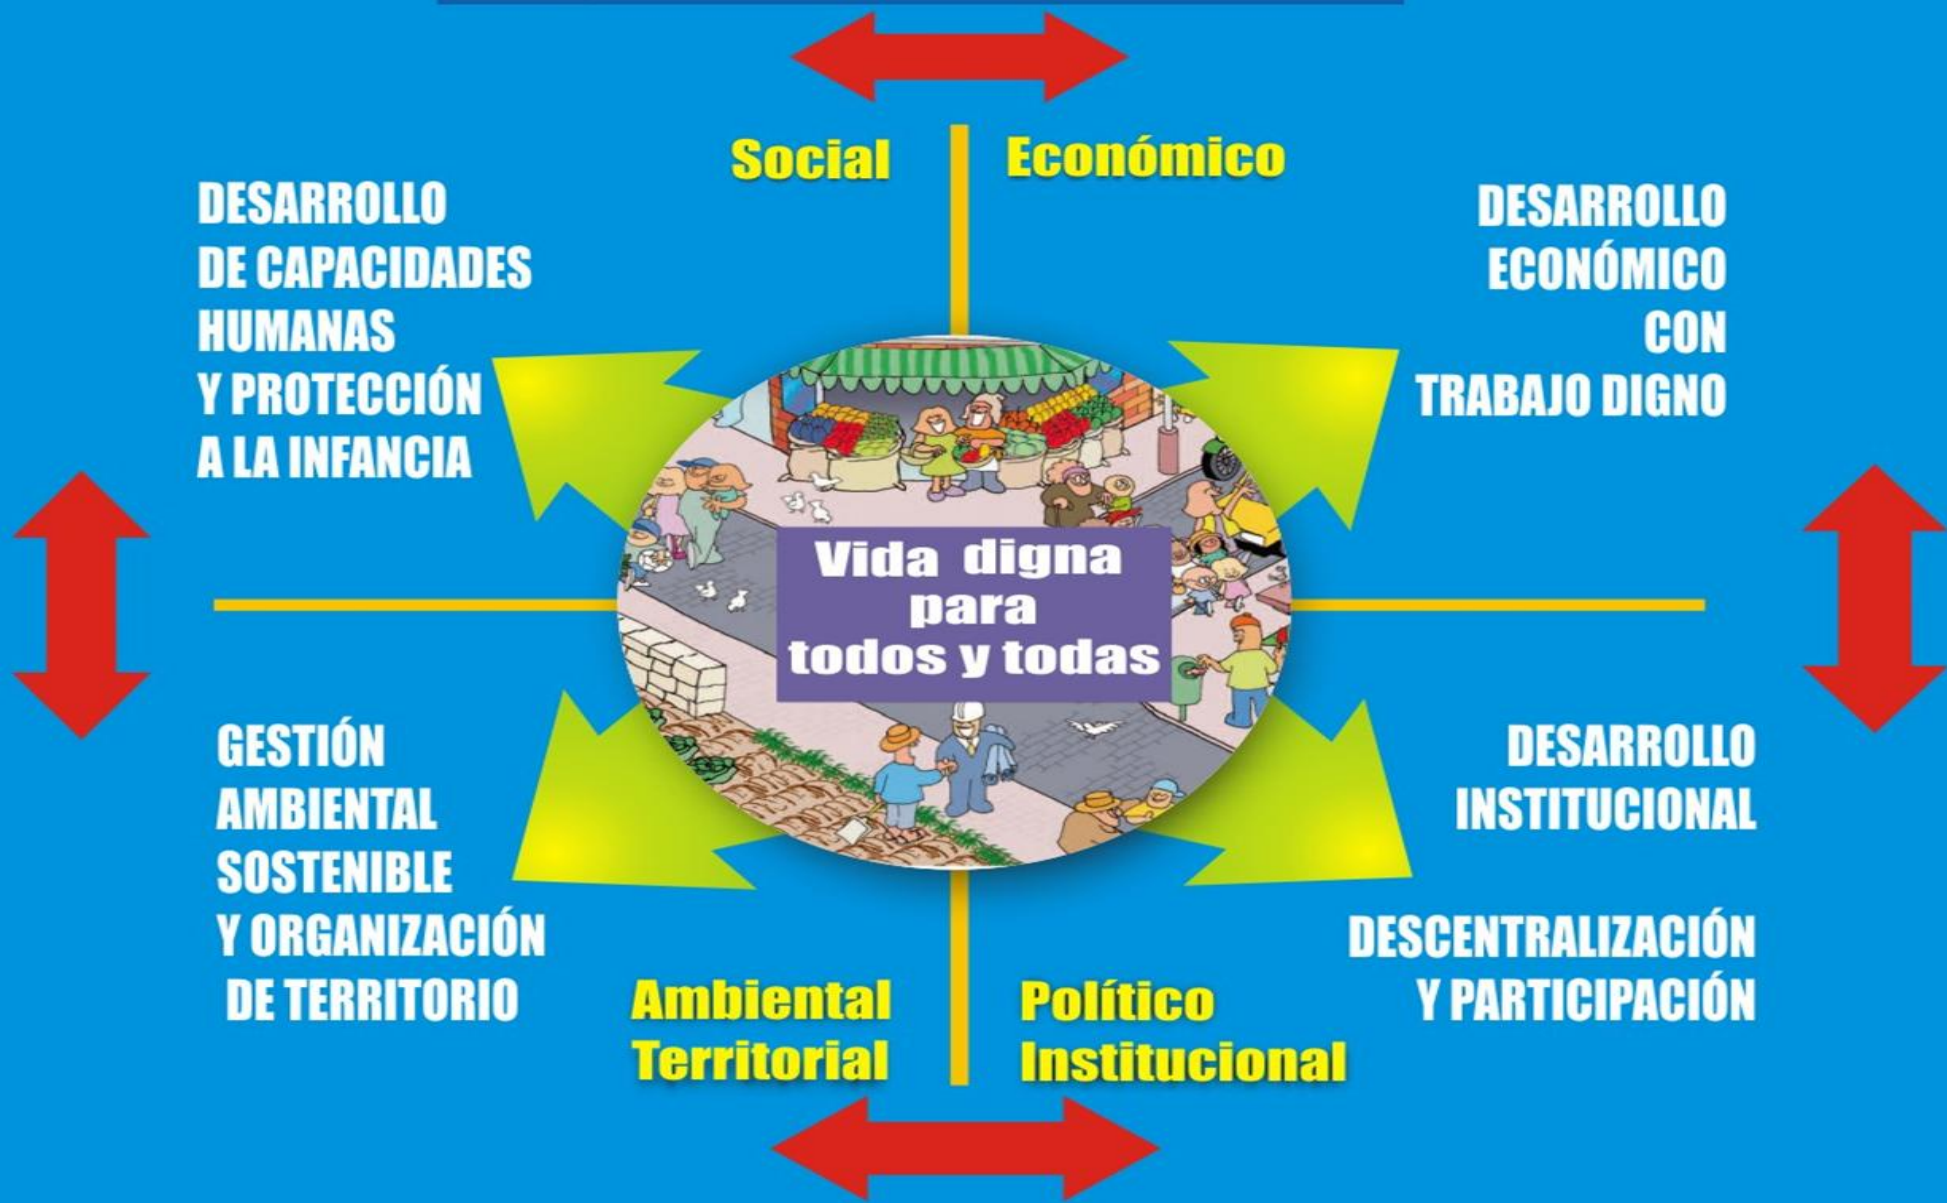 Social
Económico
DESARROLLO
DE CAPACIDADES
HUMANAS
Y PROTECCIÓN
A LA INFANCIA
DESARROLLO
ECONÓMICO
CON
TRABAJO DIGNO
Vida digna
para
todos y todas
GESTIÓN
AMBIENTAL
SOSTENIBLE
Y ORGANIZACIÓN
DE TERRITORIO
DESARROLLO
INSTITUCIONAL
DESCENTRALIZACIÓN
Y PARTICIPACIÓN
Ambiental
Territorial
Político
Institucional